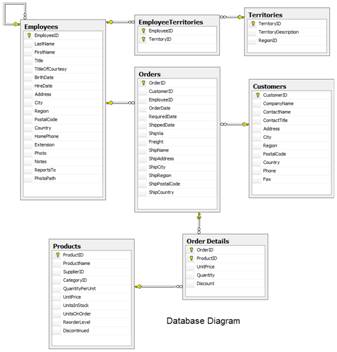 Employees
EmployeeID
LastName
FirstName
Title
TitleOfCourtesy
BirthDate
HireDate
Address
City
Region
PostalCode
Country
HomePhone
Extension
Photo
Notes
ReportsTo
PhotoPath
EmployeeTerritories
EmployeeID
TerritoryID
Territories
TerritoryID
TerritoryDescription
RegionID
Orders
OrderID
CustomerID
EmployeeID
OrderDate
RequiredDate
ShippedDate
ShipVia
Freight
ShipName
ShipAddress
ShipCity
ShipRegion
ShipPostalCode
ShipCountry
Customers
CustomerID
CompanyName
ContactName
ContactTitle
Address
City
Region
PostalCode
Country
Phone
Fax
Products
ProductID
ProductName
SupplierID
CategoryID
QuantityPerUnit
UnitPrice
UnitsInStock
UnitsOnOrder
ReorderLevel
Discontinued
Order Details
OrderID
ProductID
UnitPrice
Quantity
Discount
Database Diagram